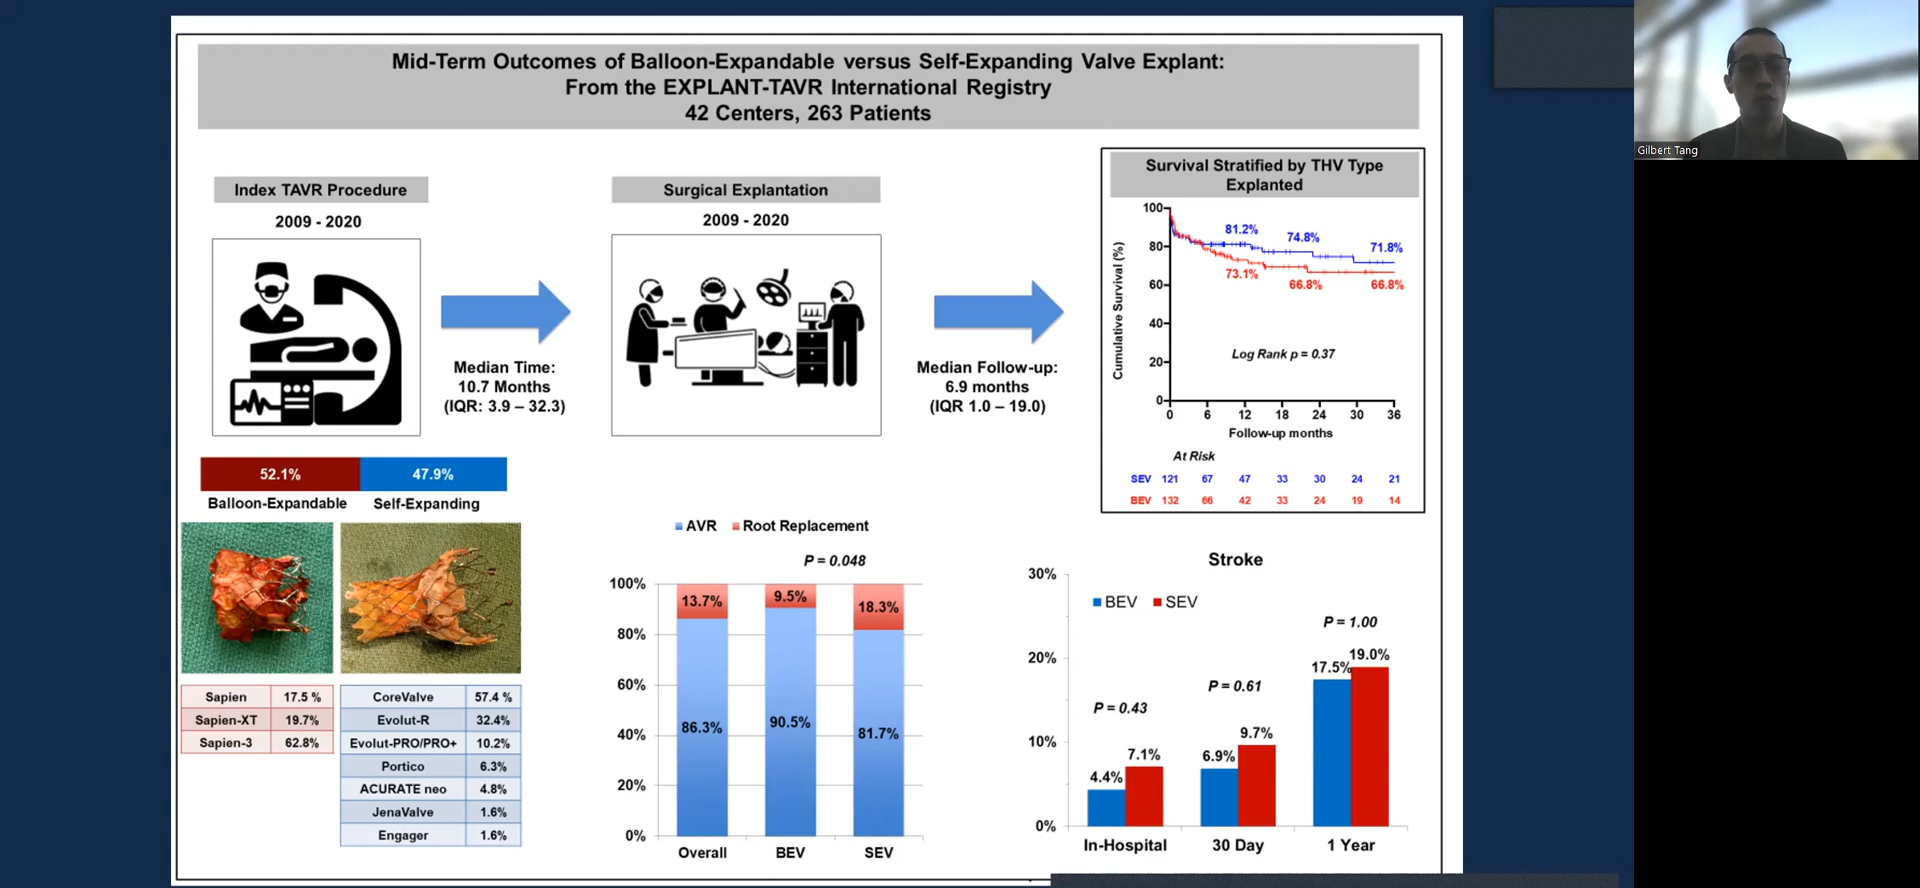 Mid-Term Outcomes of Balloon-Expandable versus Self-Expanding Valve Explant:
From the EXPLANT-TAVR International Registry
42 Centers, 263 Patients
Gilbert Tang
Index TAVR Procedure
2009 - 2020
Median Time:
10.7 Months
(IQR: 3.9 – 32.3)
Surgical Explantation
2009 - 2020
Median Follow-up:
6.9 months
(IQR 1.0 – 19.0)
Survival Stratified by THV Type
Explanted
Cumulative Survival (%)
100
80
60
40
20
0
81.2%
74.8%
71.8%
73.1%
66.8%
66.8%
Log Rank p = 0.37
0 6 12 18 24 30 36
Follow-up months
At Risk
SEV 121 67 47 33 30 24 21
BEV 132 66 42 33 24 19 14
52.1% 47.9%
Balloon-Expandable Self-Expanding
Sapien 17.5 %
Sapien-XT 19.7%
Sapien-3 62.8%
CoreValve 57.4 %
Evolut-R 32.4%
Evolut-PRO/PRO+ 10.2%
Portico 6.3%
ACURATE neo 4.8%
JenaValve 1.6%
Engager 1.6%
AVR Root Replacement
P = 0.048
100%
80%
60%
40%
20%
0%
13.7% 9.5% 18.3%
86.3% 90.5% 81.7%
Overall BEV SEV
Stroke
30%
20%
10%
0%
BEV SEV
P = 0.43
P = 0.61
P = 1.00
4.4% 7.1%
6.9% 9.7%
17.5% 19.0%
In-Hospital 30 Day 1 Year